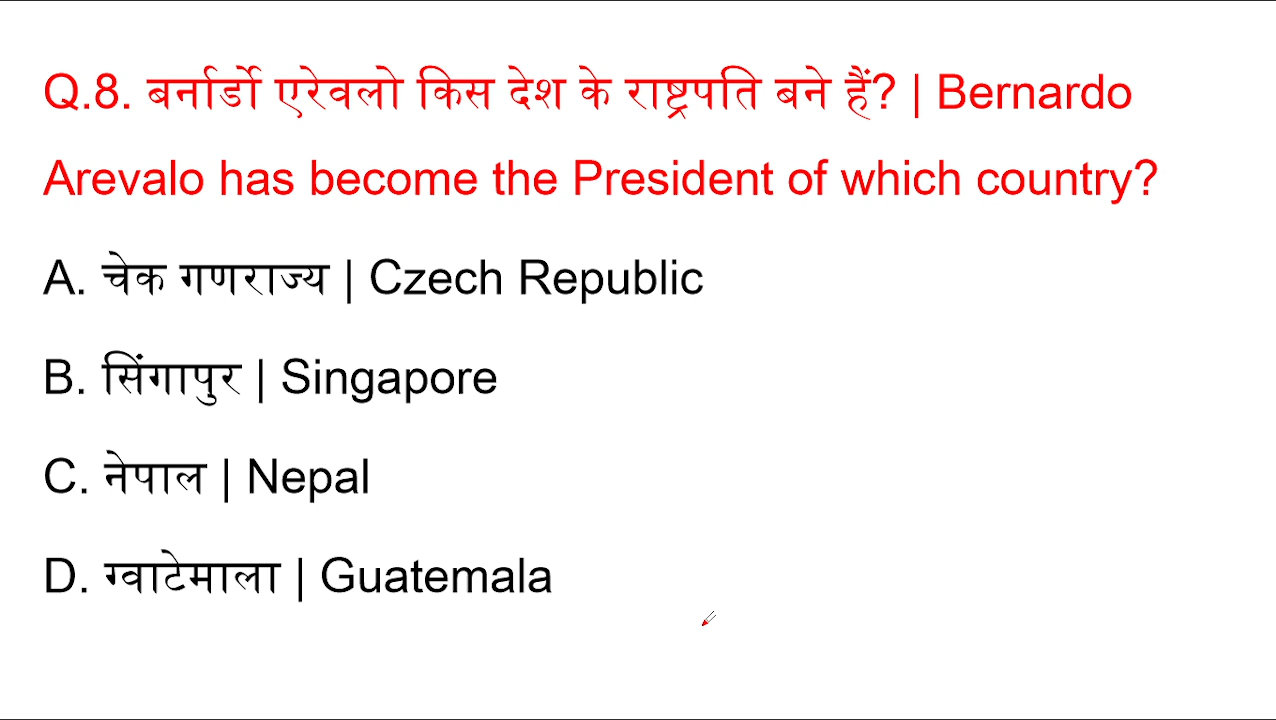 Q.8. बर्नार्डो एरेवलो किस देश के राष्ट्रपति बने हैं? | Bernardo
Arevalo has become the President of which country?
A. चेक गणराज्य | Czech Republic
B. सिंगापुर | Singapore
C. नेपाल | Nepal
D. ग्वाटेमाला | Guatemala